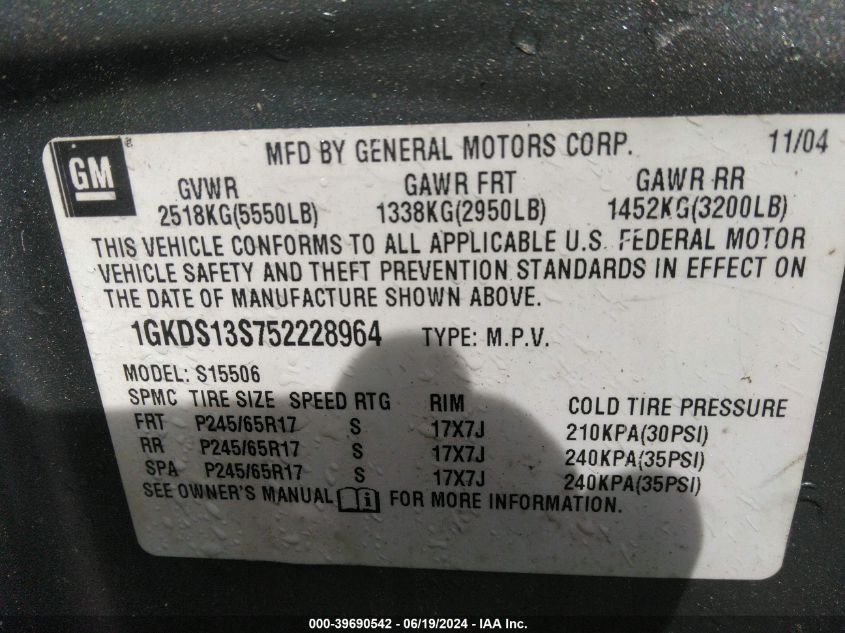 GM®
MFD BY GENERAL MOTORS CORP. 11/04
GVWR GAWR FRT GAWR RR
2518KG(5550LB) 1338KG(2950LB) 1452KG(3200LB)
THIS VEHICLE CONFORMS TO ALL APPLICABLE U.S. FEDERAL MOTOR
VEHICLE SAFETY AND THEFT PREVENTION STANDARDS IN EFFECT ON
THE DATE OF MANUFACTURE SHOWN ABOVE.
1GKDS13S752228964 TYPE: M.P.V.
MODEL: S15506
SPMC TIRE SIZE SPEED RTG RIM COLD TIRE PRESSURE
FRT P245/65R17 S 17X7J 210KPA(30PSI)
RR P245/65R17 S 17X7J 240KPA(35PSI)
SPA P245/65R17 S 17X7J 240KPA(35PSI)
SEE OWNER'S MANUAL i FOR MORE INFORMATION.
000-39690542 - 06/19/2024 - IAA Inc.